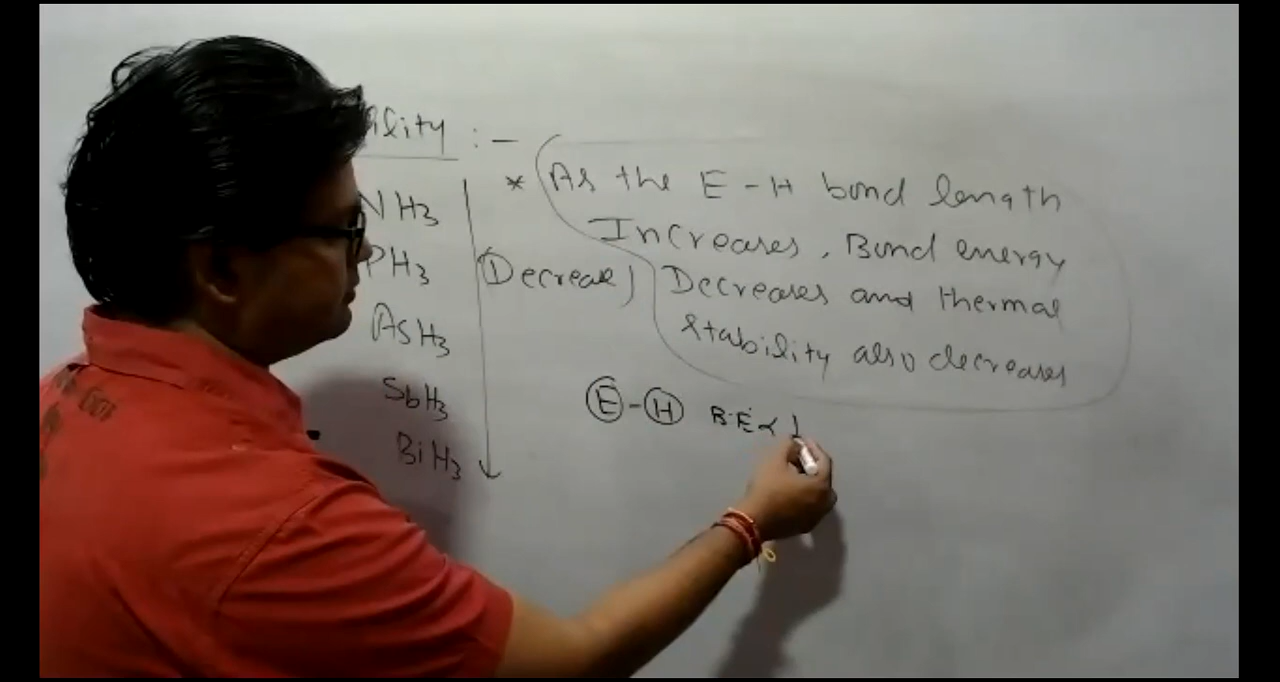 ility :-
NH3
PH3
AsH3
SbH3
BiH3
(Decrease)
* As the E-H bond length
Increases, Bond energy
Decreases and thermal
stability also decreases
E-H B.E ∝ 1